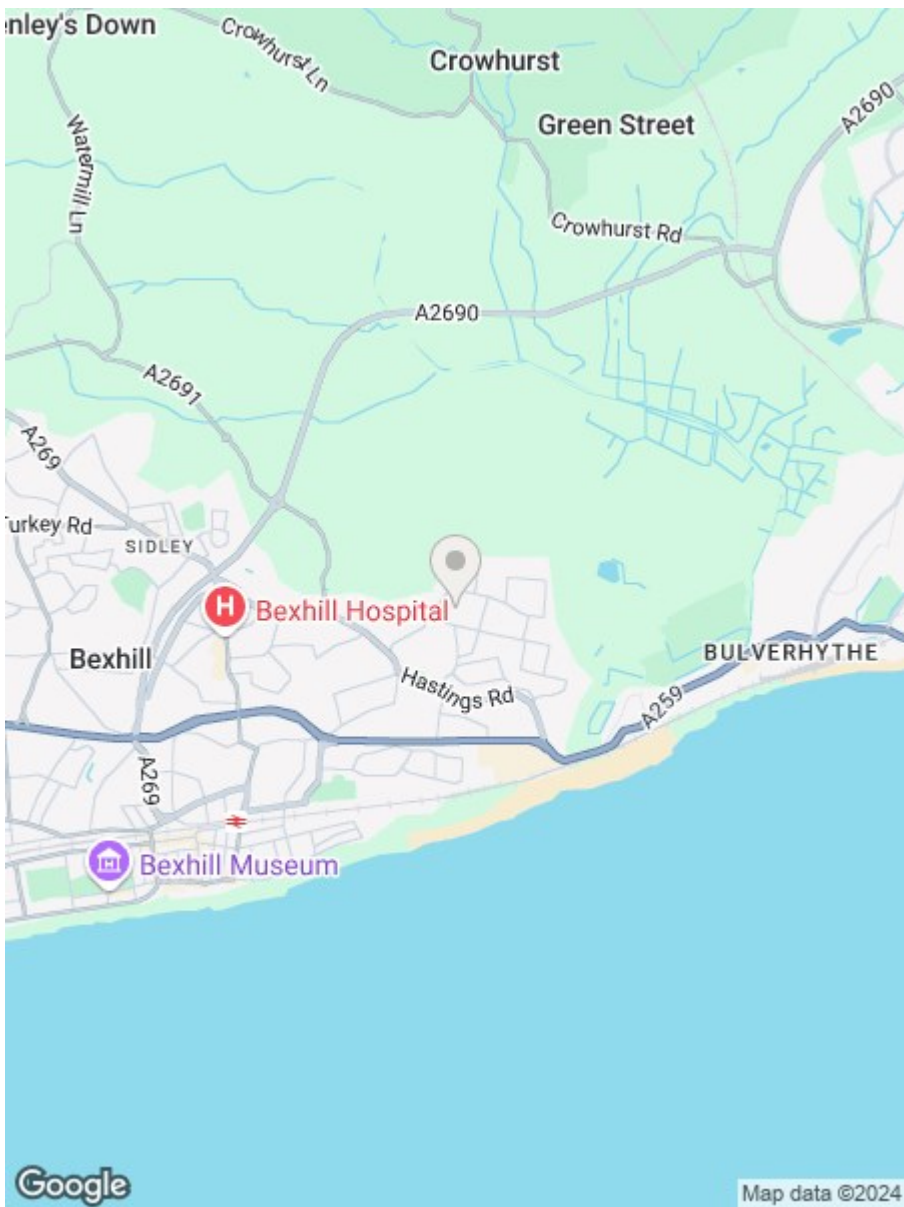 enley's Down
Crowhurst Ln
Crowhurst
Green Street
A2690
Watermill Ln
Crowhurst Rd
A2690
A2691
A269
Turkey Rd
SIDLEY
H
Bexhill Hospital
Bexhill
Hastings Rd
BULVERHYTHE
A259
A269
Bexhill Museum
Google
Map data ©2024